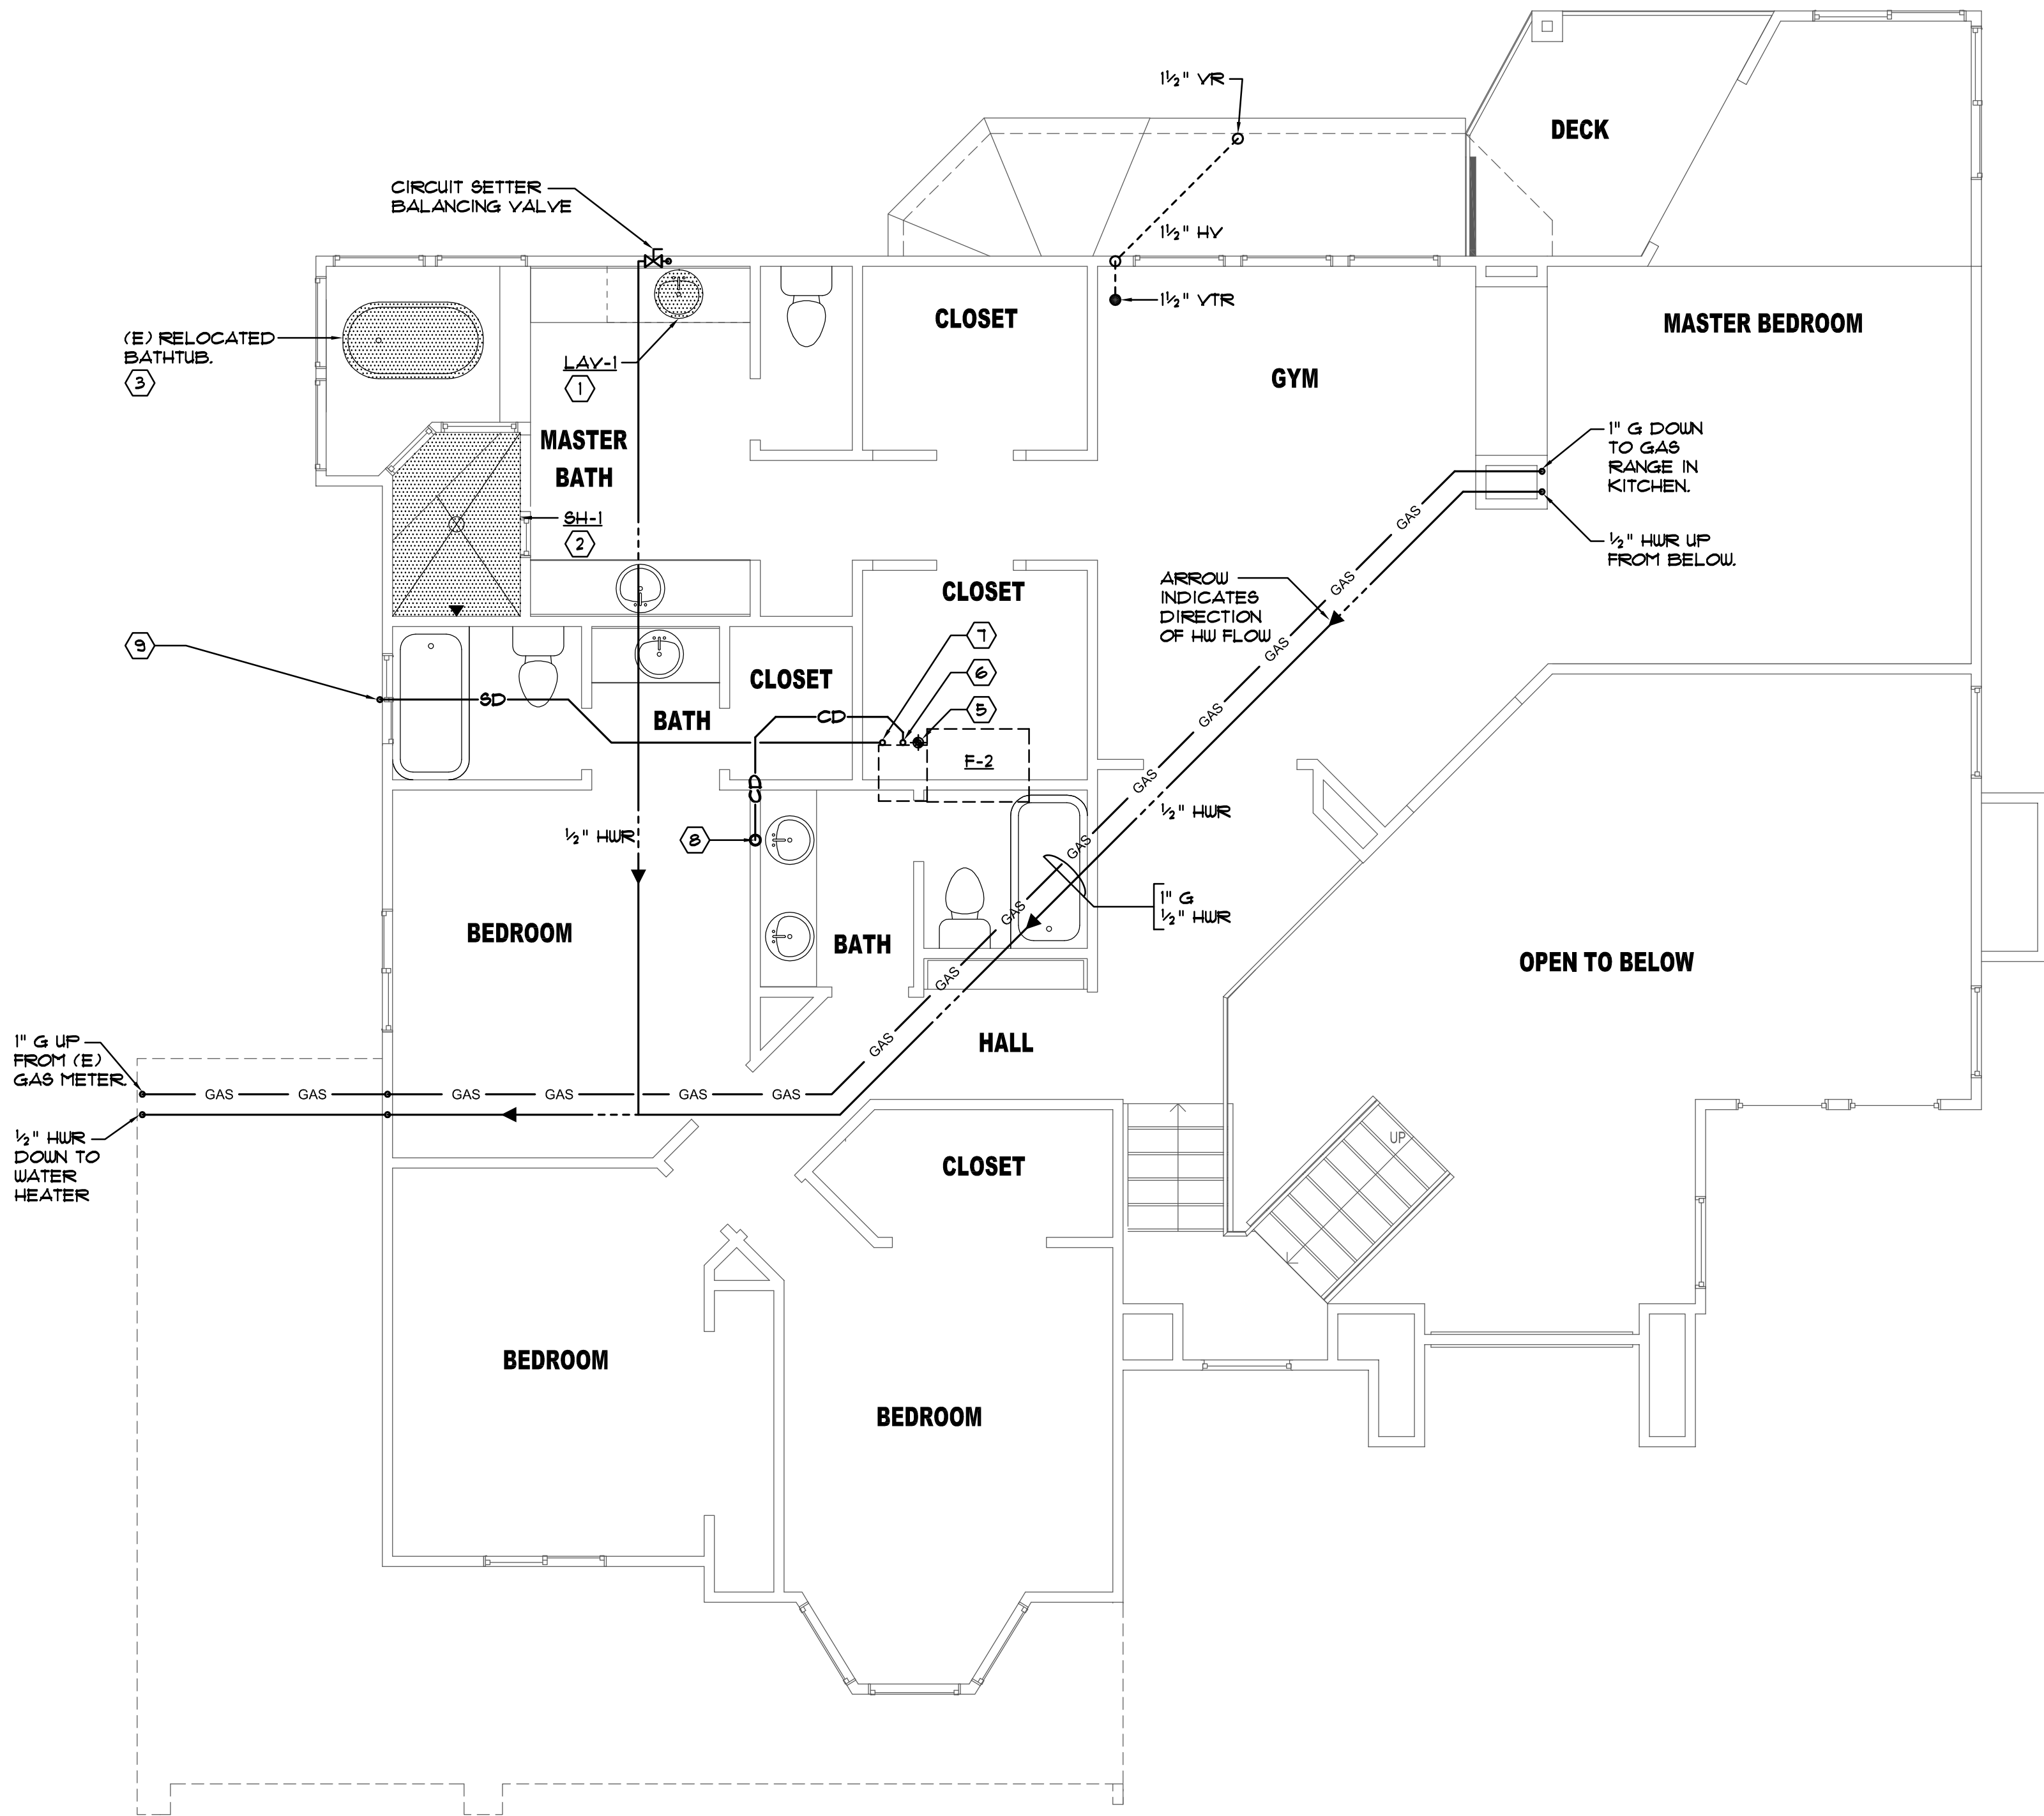 1½" VR
DECK
CIRCUIT SETTER
BALANCING VALVE
1½" HV
1½" VTR
CLOSET
MASTER BEDROOM
(E) RELOCATED
BATHTUB.
3
LAV-1
1
GYM
MASTER
BATH
1" G DOWN
TO GAS
RANGE IN
KITCHEN.
SH-1
2
GAS
½" HWR UP
FROM BELOW.
CLOSET
ARROW
INDICATES
DIRECTION
OF HW FLOW
GAS
GAS
9
7
6
5
CLOSET
SD
BATH
CD
GAS
F-2
CD
GAS
½" HWR
½" HWR
8
GAS
1" G
½" HWR
GAS
BEDROOM
BATH
OPEN TO BELOW
GAS
HALL
GAS
1" G UP
FROM (E)
GAS METER.
GAS GAS GAS GAS GAS GAS
½" HWR
DOWN TO
WATER
HEATER
UP
CLOSET
BEDROOM
BEDROOM